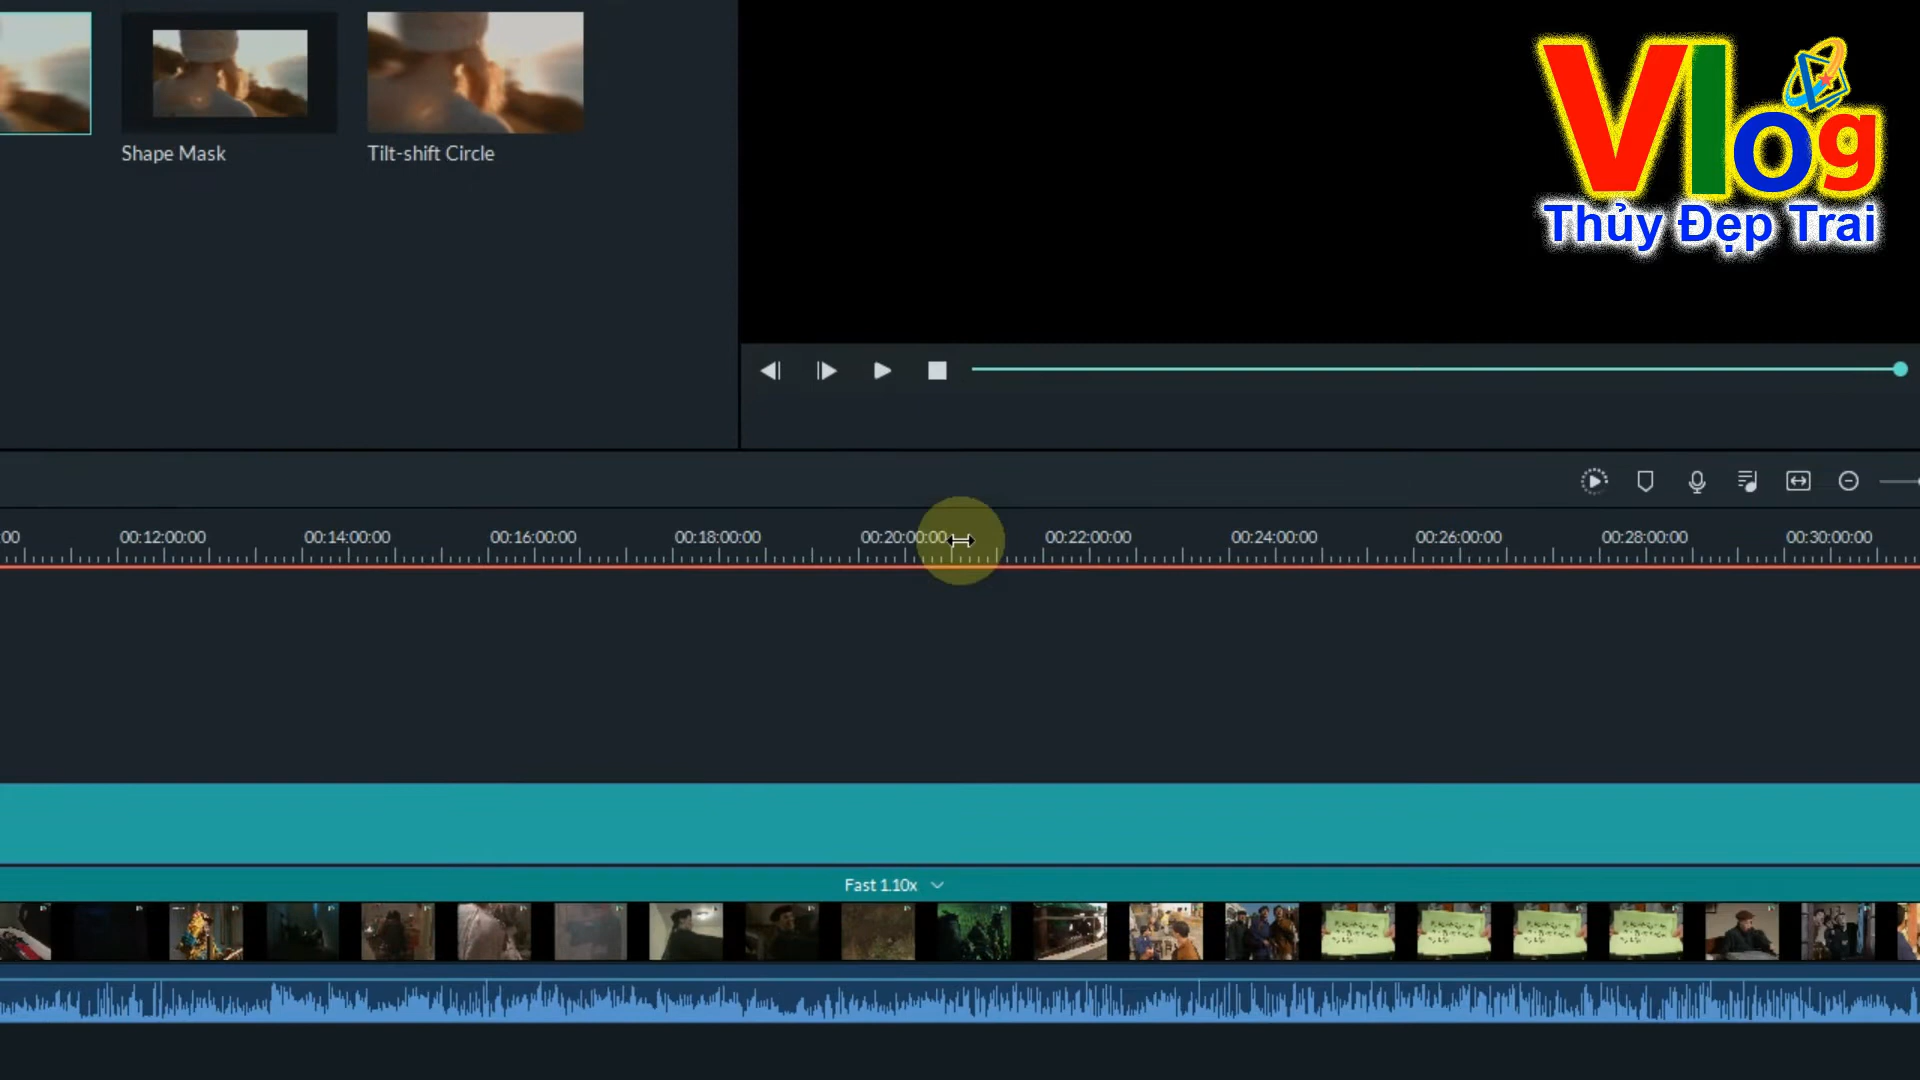 Vlog
Thủy Đẹp Trai
Shape Mask
Tilt-shift Circle
:00
00:12:00:00
00:14:00:00
00:16:00:00
00:18:00:00
00:20:00:00
00:22:00:00
00:24:00:00
00:26:00:00
00:28:00:00
00:30:00:00
Fast 1.10x